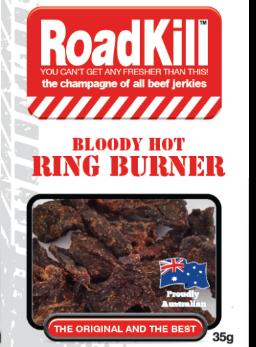 RoadKill™
YOU CAN'T GET ANY FRESHER THAN THIS!
the champagne of all beef jerkies
BLOODY HOT
RING BURNER
Proudly
Australian
THE ORIGINAL AND THE BEST
35g